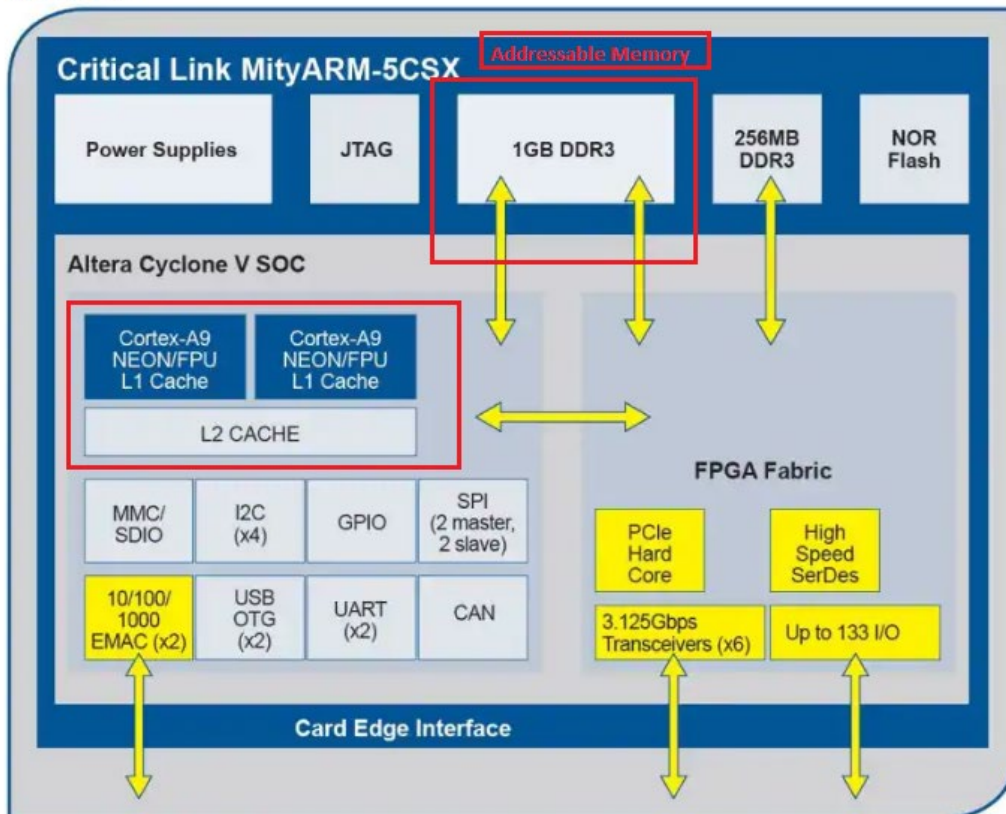 Addressable Memory
Critical Link MityARM-5CSX
Power Supplies
JTAG
1GB DDR3
256MB
DDR3
NOR
Flash
Altera Cyclone V SOC
Cortex-A9
NEON/FPU
L1 Cache
Cortex-A9
NEON/FPU
L1 Cache
L2 CACHE
MMC/
SDIO
I2C
(x4)
GPIO
SPI
(2 master,
2 slave)
10/100/
1000
EMAC (x2)
USB
OTG
(x2)
UART
(x2)
CAN
FPGA Fabric
PCIe
Hard
Core
High
Speed
SerDes
3.125Gbps
Transceivers (x6)
Up to 133 I/O
Card Edge Interface